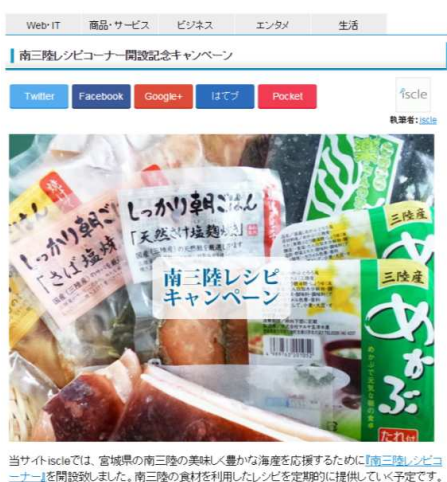 Web・IT 商品・サービス ビジネス エンタメ 生活
南三陸レシピコーナー開設記念キャンペーン
Twitter Facebook Google+ はてブ Pocket
iscle
執筆者：iscle
しっかり朝ごはん
「さば塩焼
しっかり朝ごはん
「天然さけ塩麹焼き」
三陸産
三陸産
めかぶ
たれ付
南三陸レシピ
キャンペーン
当サイトiscleでは、宮城県の南三陸の美味しく豊かな海産を応援するために『南三陸レシピコ
ーナー』を開設致しました。南三陸の食材を利用したレシピを定期的に提供していく予定です。